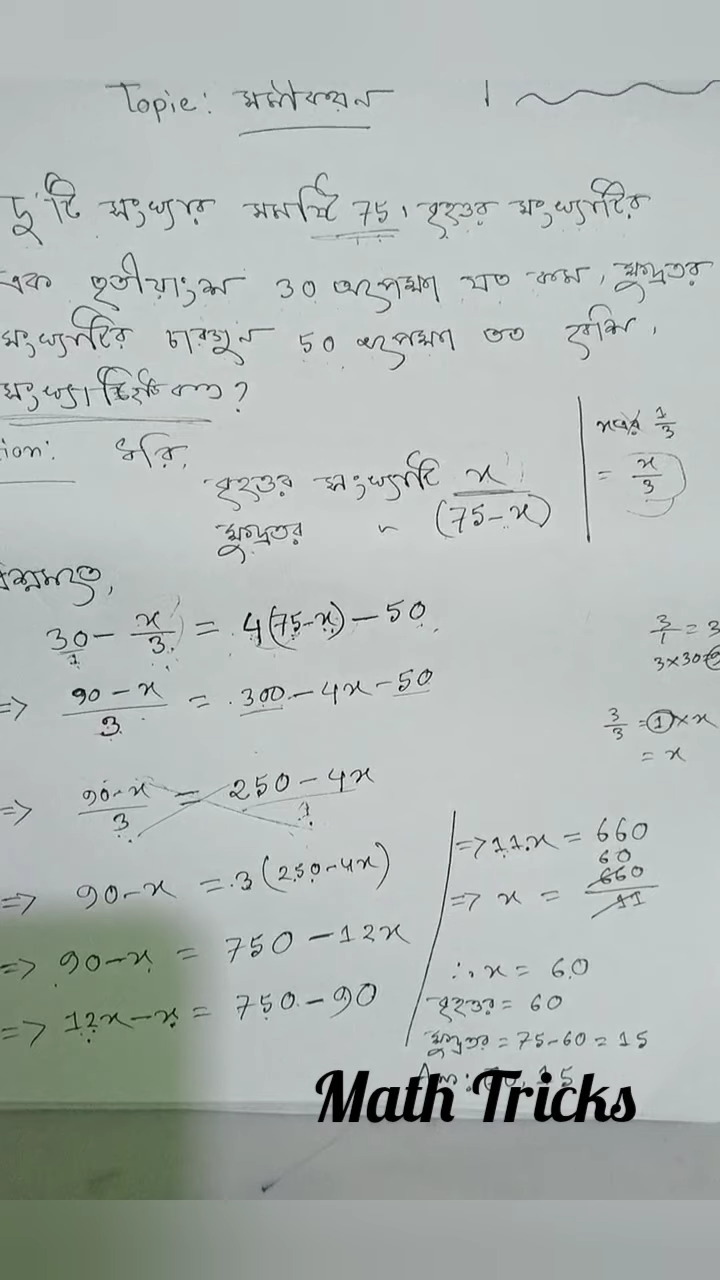 Topic: সমীকরণ
দু'টি সংখ্যার সমষ্টি 75। বৃহত্তর সংখ্যাটির
এক তৃতীয়াংশ 30 অপেক্ষা যত কম, ক্ষুদ্রতর
সংখ্যাটির চারগুন 50 অপেক্ষা তত বেশি,
সংখ্যা কত?
tion: ধরি,
বৃহত্তর সংখ্যাটি x
ক্ষুদ্রতর " (75-x)
x এর 1/3
= x/3
প্রশ্নমতে,
30 - x/3 = 4(75-x) - 50
=> 90-x/3 = 300-4x-50
=> 90-x/3 = 250-4x/1
=> 90-x = 3(250-4x)
=> 90-x = 750-12x
=> 12x-x = 750-90
3/1 = 3
3×30
3/3 = 1×x
= x
=> 11x = 660
60
=> x = 660/11
∴ x = 60
বৃহত্তর = 60
ক্ষুদ্রতর = 75-60 = 15
Ans: 60, 15
Math Tricks